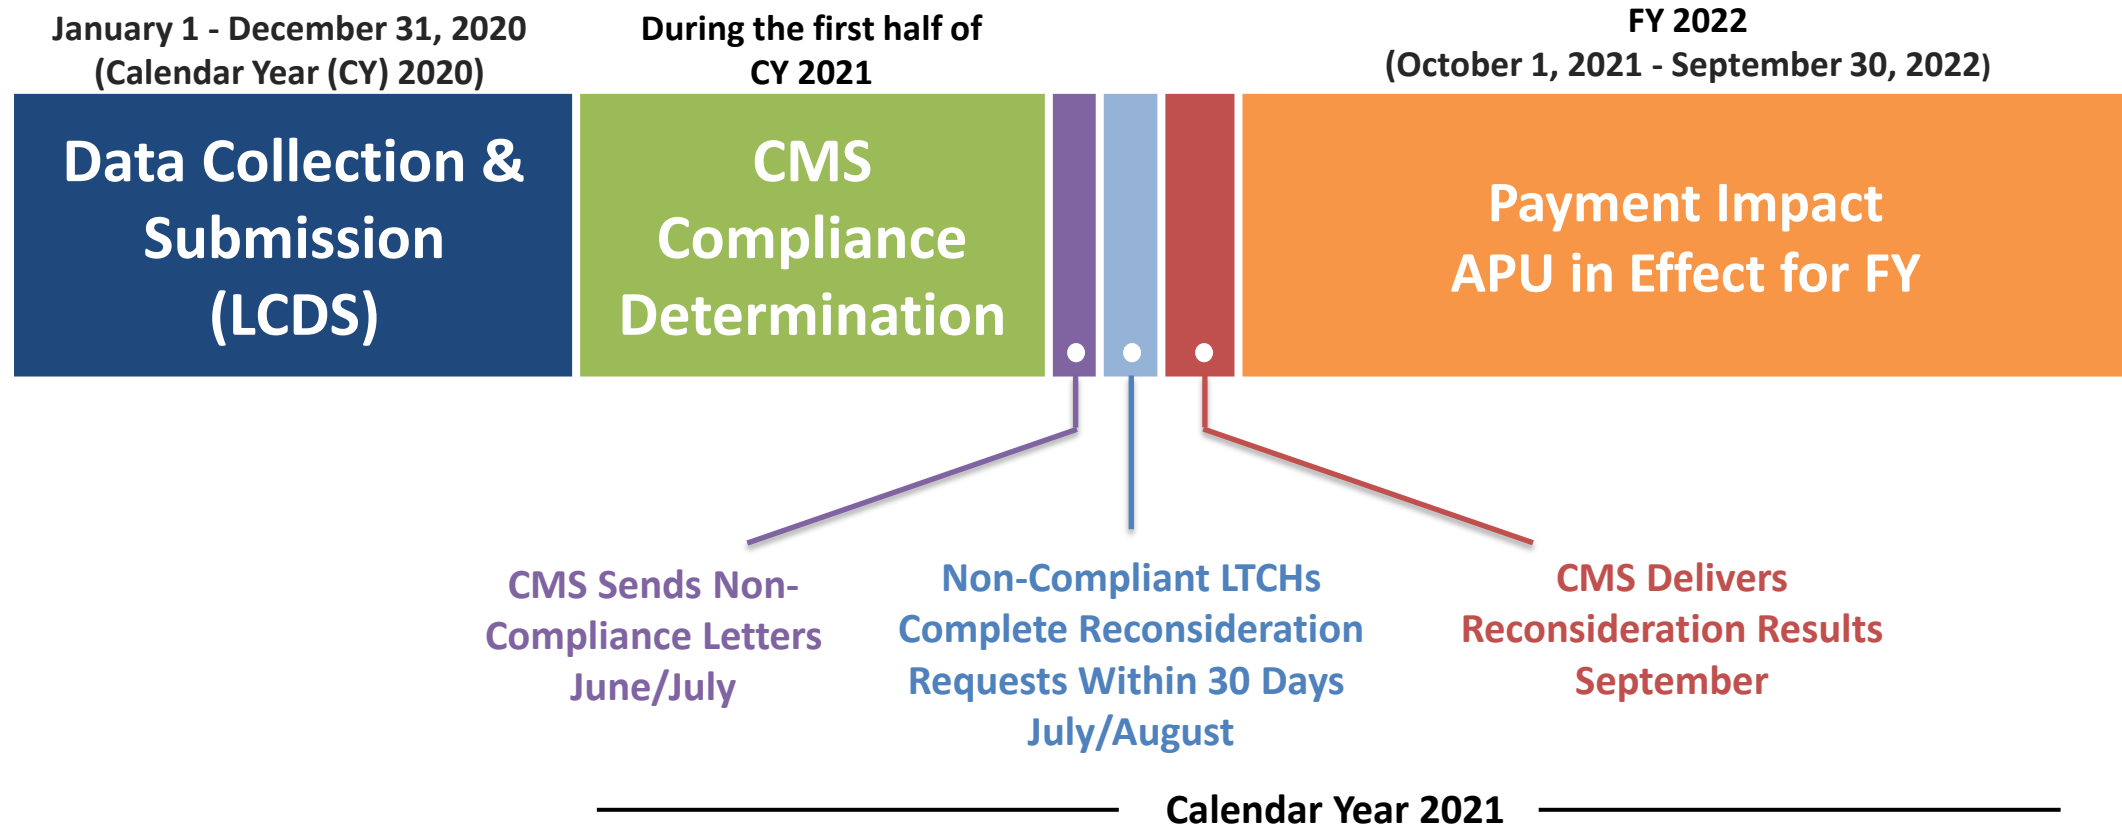 January 1 - December 31, 2020
(Calendar Year (CY) 2020)
During the first half of
CY 2021
FY 2022
(October 1, 2021 - September 30, 2022)
Data Collection &
Submission
(LCDS)
CMS
Compliance
Determination
Payment Impact
APU in Effect for FY
CMS Sends Non-
Compliance Letters
June/July
Non-Compliant LTCHs
Complete Reconsideration
Requests Within 30 Days
July/August
CMS Delivers
Reconsideration Results
September
Calendar Year 2021